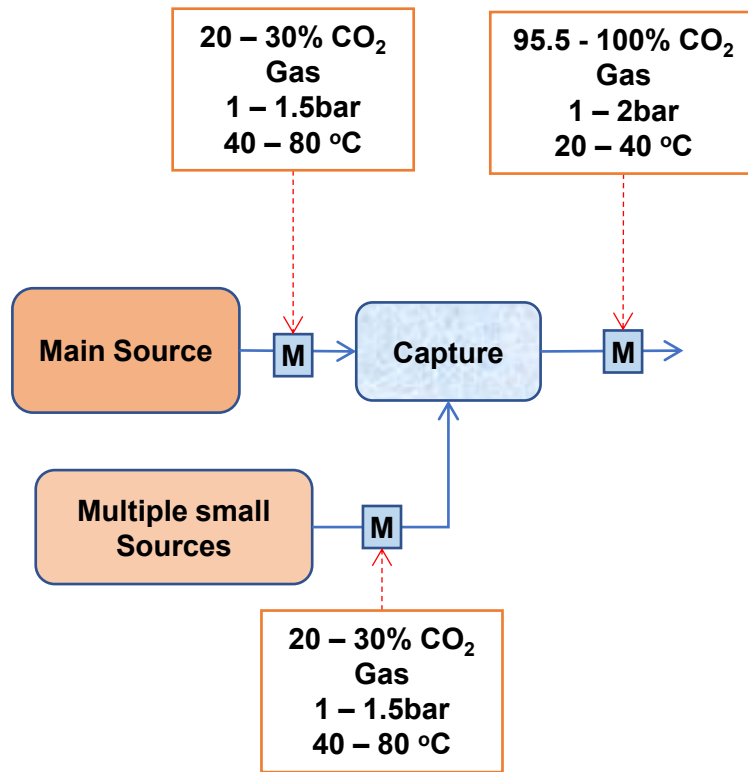 20 – 30% CO₂
Gas
1 – 1.5bar
40 – 80 ᵒC
95.5 - 100% CO₂
Gas
1 – 2bar
20 – 40 ᵒC
Main Source
M
Capture
M
Multiple small
Sources
M
20 – 30% CO₂
Gas
1 – 1.5bar
40 – 80 ᵒC